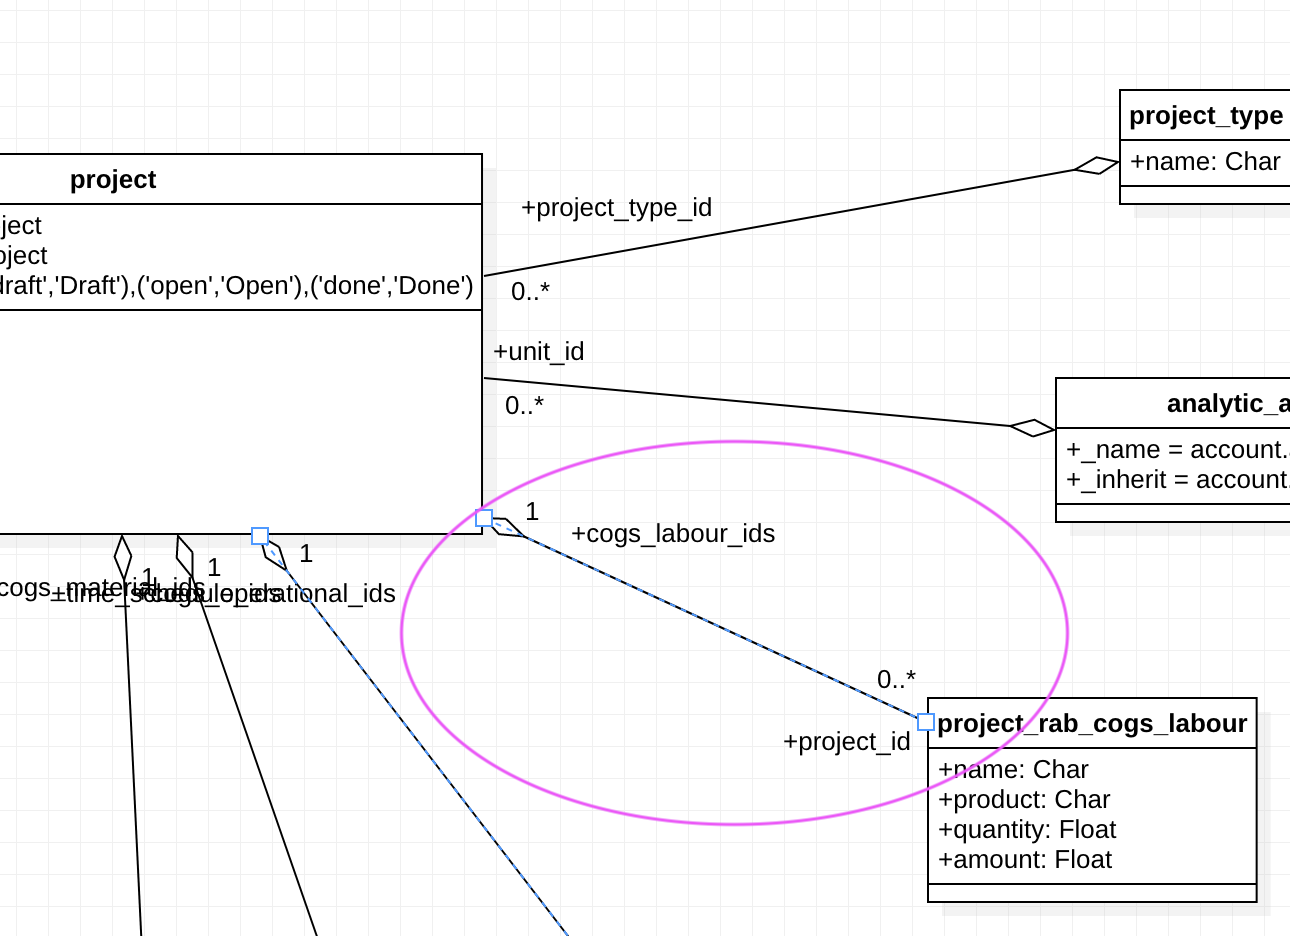 project_type
+name: Char
project
ject
oject
draft','Draft'),('open','Open'),('done','Done')
+project_type_id
0..*
+unit_id
0..*
analytic_a
+_name = account.
+_inherit = account.
1
+cogs_labour_ids
1
1
1
cogs_material_ids
+time_schedule_ids
+cogs_operational_ids
0..*
+project_id
project_rab_cogs_labour
+name: Char
+product: Char
+quantity: Float
+amount: Float